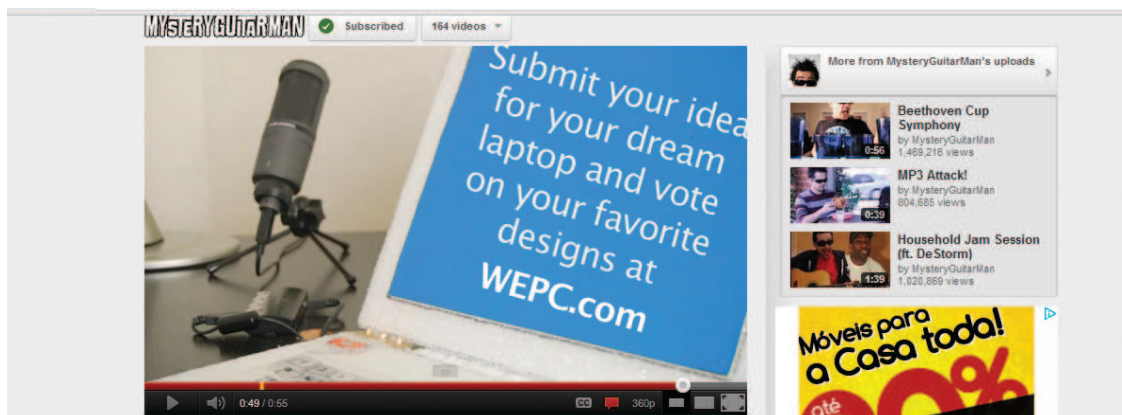 MYSTERYGUITARMAN
Subscribed
164 videos
Submit your idea
for your dream
laptop and vote
on your favorite
designs at
WEPC.com
0:49 / 0:55
CC
360p
More from MysteryGuitarMan's uploads
0:56
Beethoven Cup
Symphony
by MysteryGuitarMan
1,469,216 views
0:39
MP3 Attack!
by MysteryGuitarMan
804,685 views
1:39
Household Jam Session
(ft. DeStorm)
by MysteryGuitarMan
1,020,869 views
Móveis para
a Casa toda!
até
0%